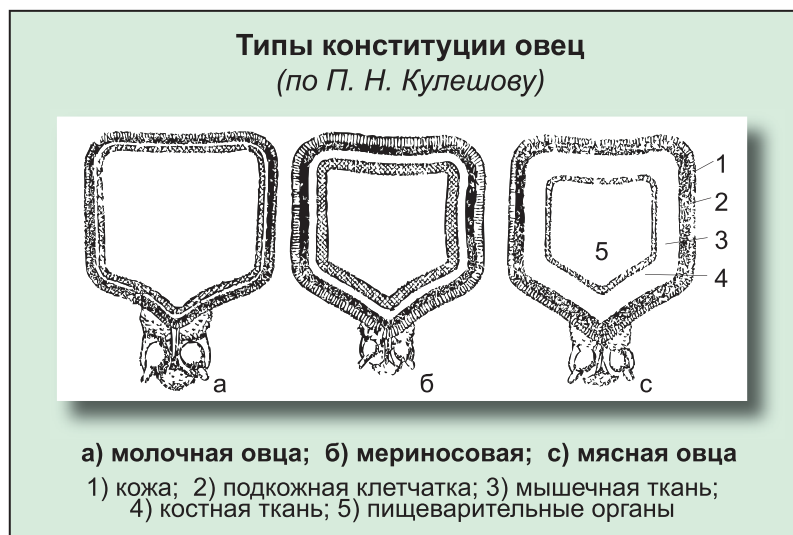 Типы конституции овец
(по П. Н. Кулешову)
1
2
3
5
4
а
б
с
а) молочная овца; б) мериносовая; с) мясная овца
1) кожа; 2) подкожная клетчатка; 3) мышечная ткань;
4) костная ткань; 5) пищеварительные органы